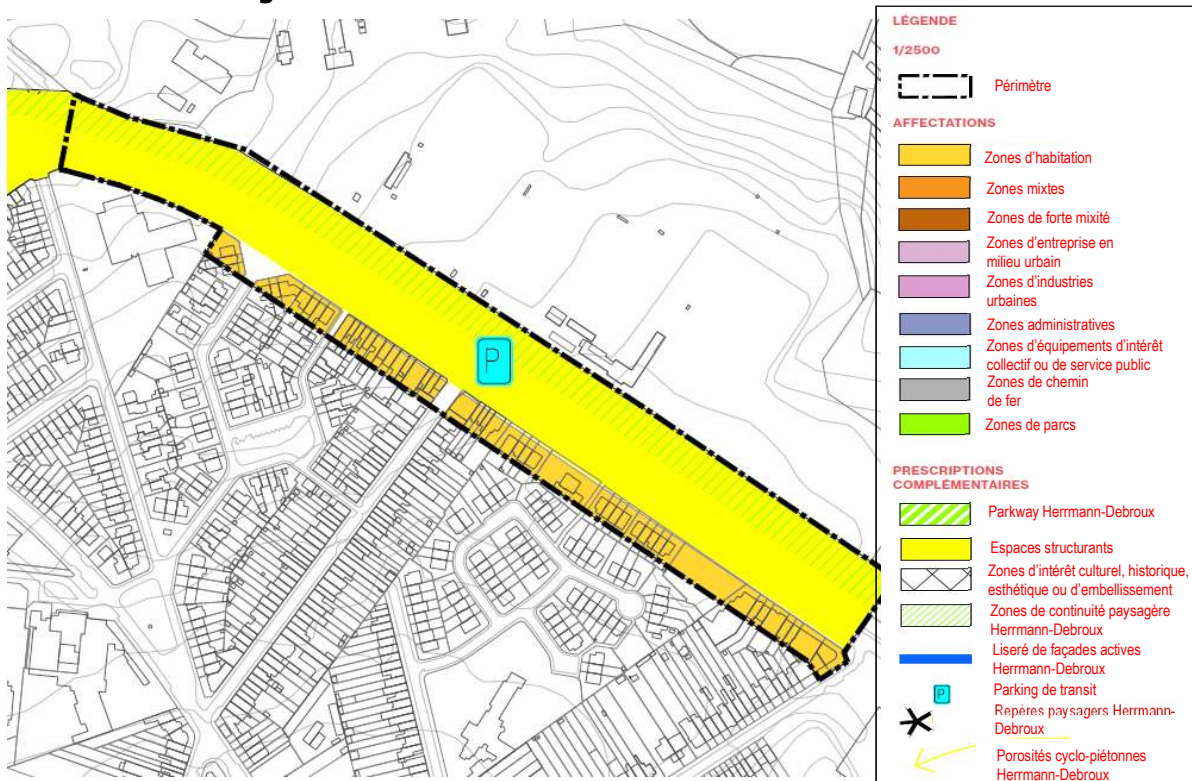 P
LÉGENDE
1/2500
Périmètre
AFFECTATIONS
Zones d'habitation
Zones mixtes
Zones de forte mixité
Zones d'entreprise en
milieu urbain
Zones d'industries
urbaines
Zones administratives
Zones d'équipements d'intérêt
collectif ou de service public
Zones de chemin
de fer
Zones de parcs
PRESCRIPTIONS
COMPLÉMENTAIRES
Parkway Herrmann-Debroux
Espaces structurants
Zones d'intérêt culturel, historique,
esthétique ou d'embellissement
Zones de continuité paysagère
Herrmann-Debroux
Liseré de façades actives
Herrmann-Debroux
P Parking de transit
Repères paysagers Herrmann-
Debroux
Porosités cyclo-piétonnes
Herrmann-Debroux